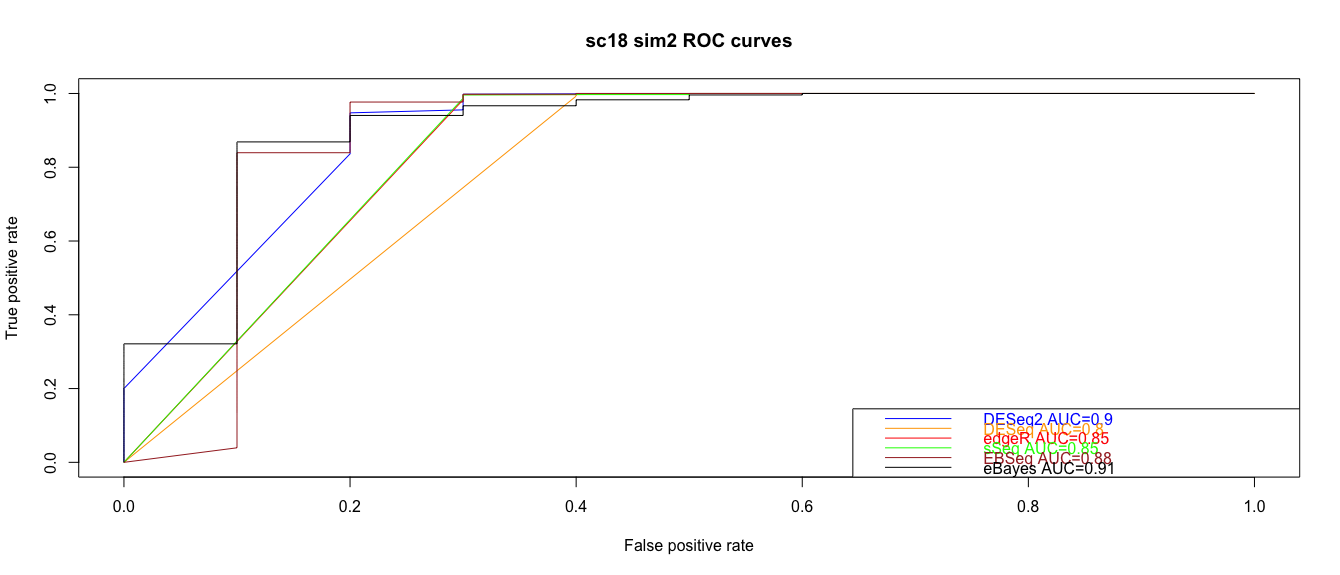 sc18 sim2 ROC curves
True positive rate
1.0
0.8
0.6
0.4
0.2
0.0
DESeq2 AUC=0.9
DESeq AUC=0.8
edgeR AUC=0.85
sSeq AUC=0.85
EBSeq AUC=0.88
eBayes AUC=0.91
0.0 0.2 0.4 0.6 0.8 1.0
False positive rate